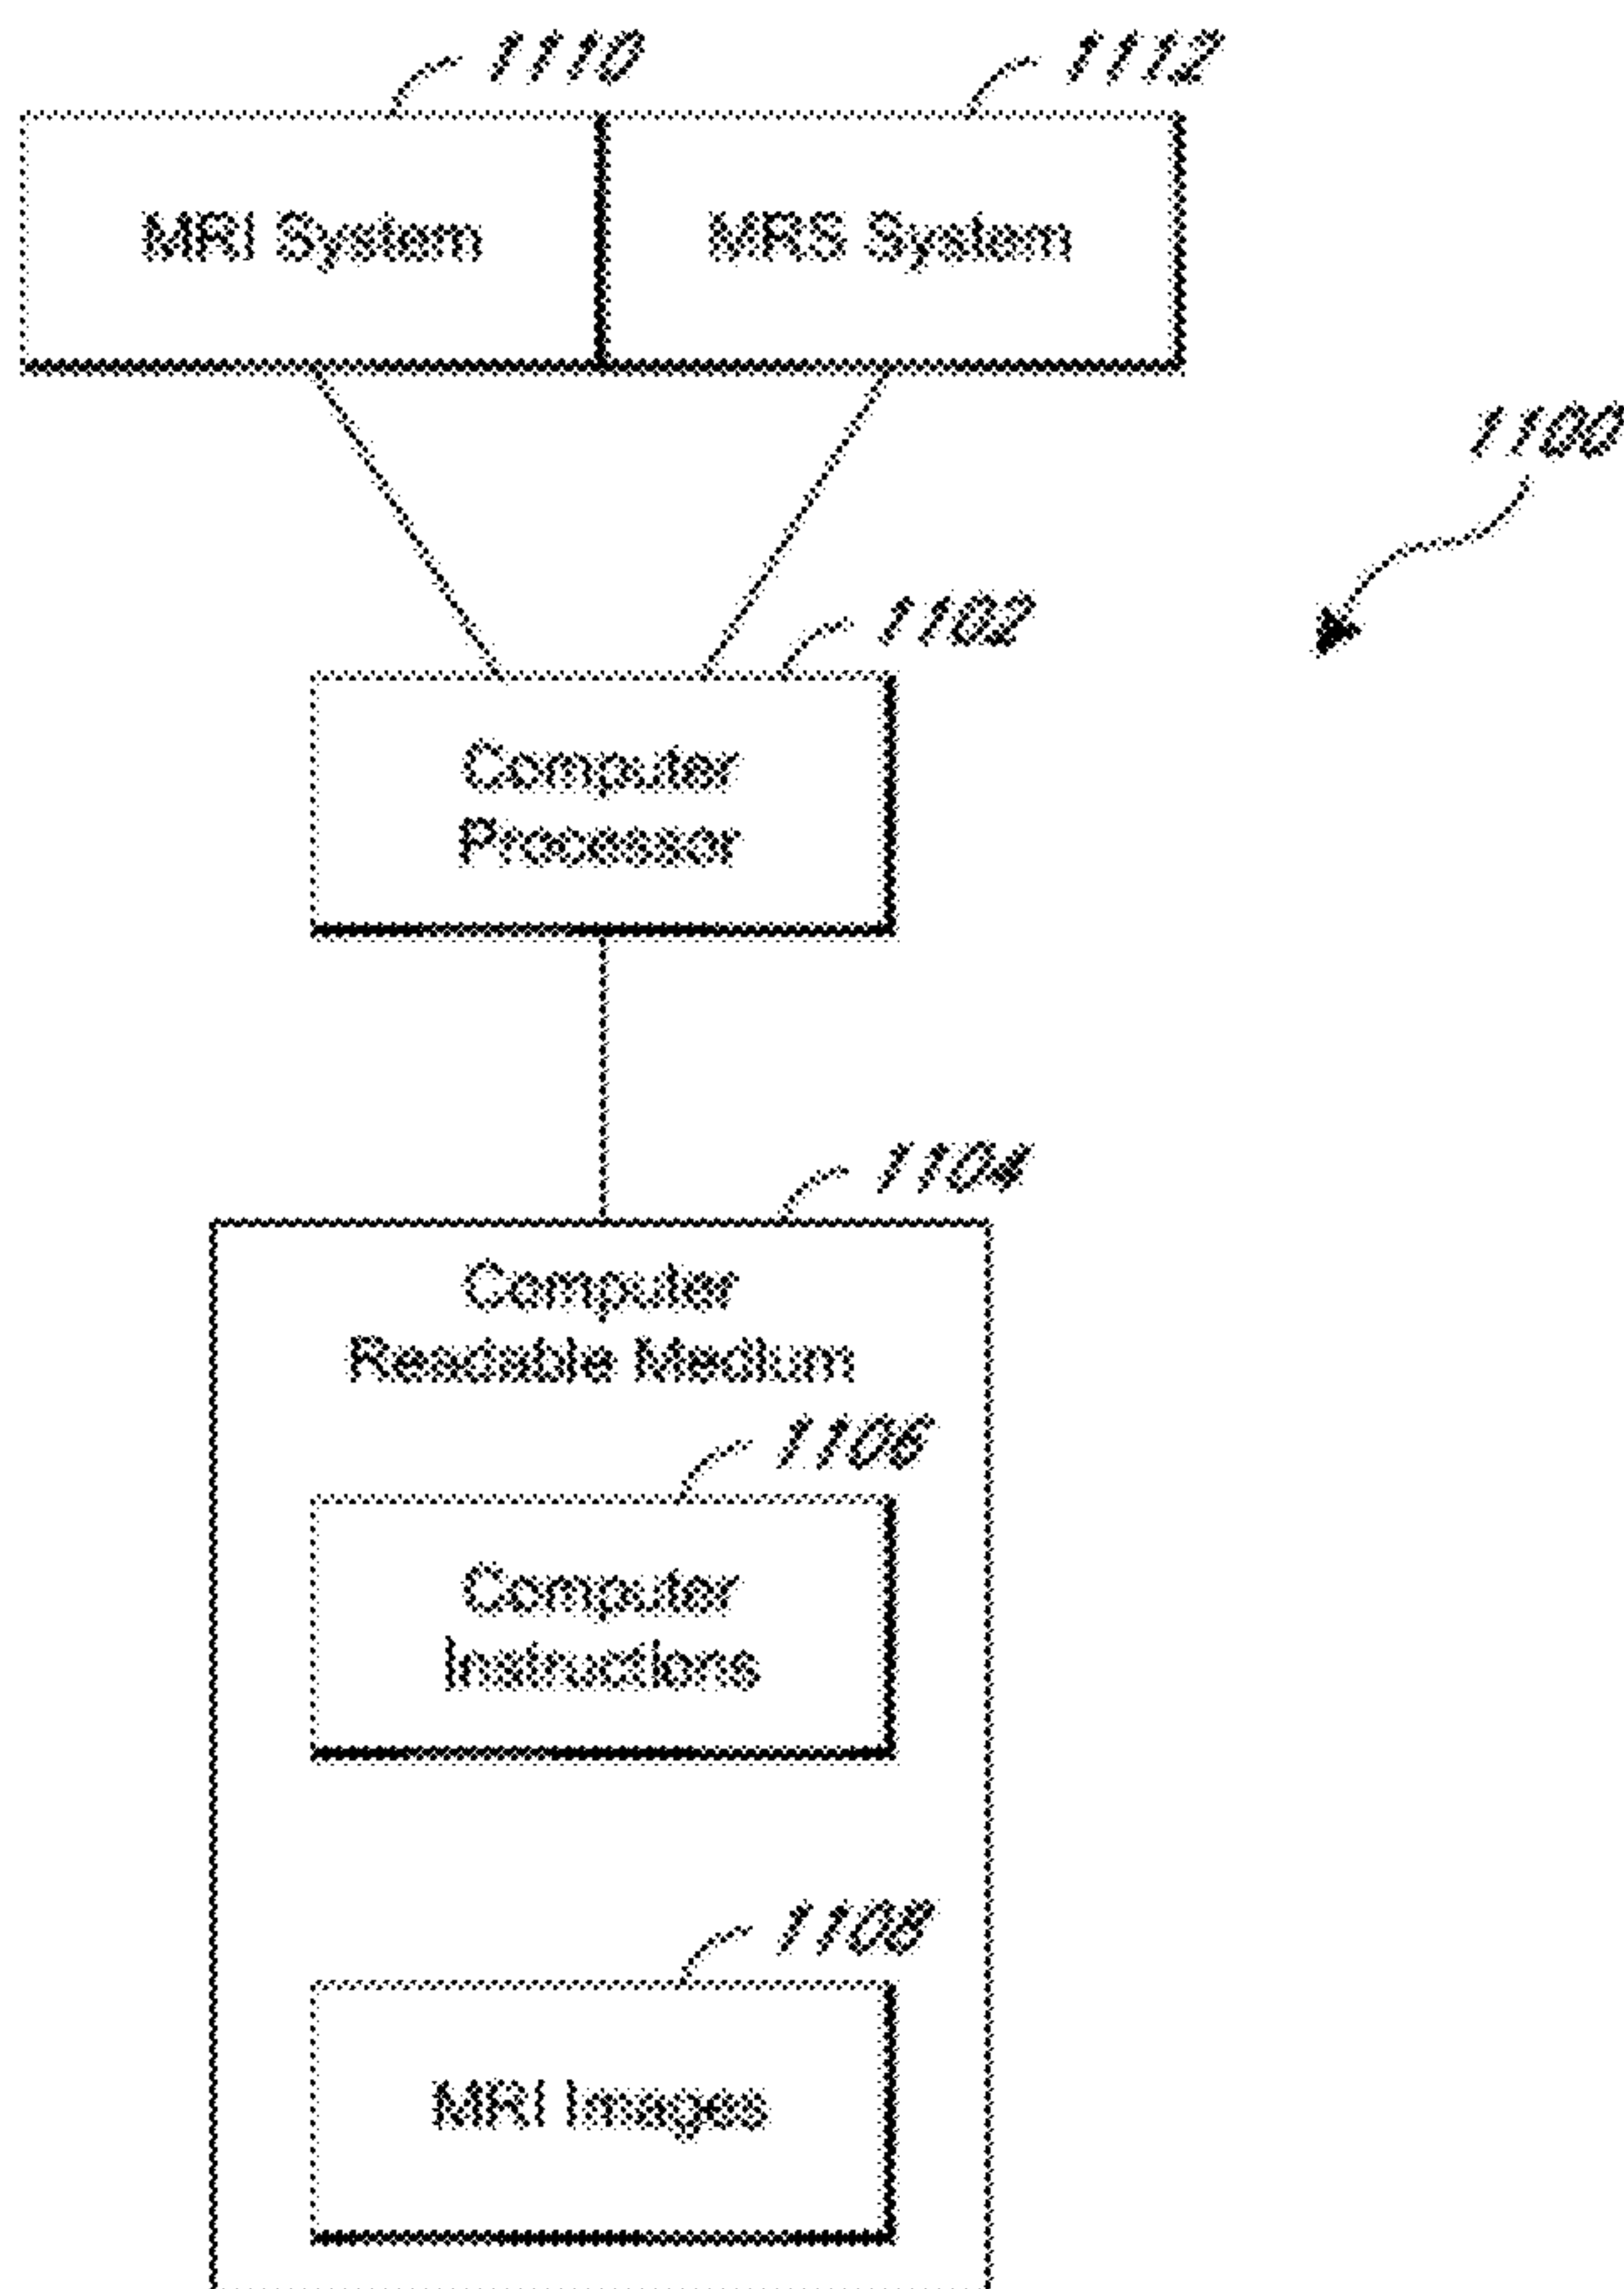 1110
1112
MRI System
MRS System
1100
1102
Computer
Processor
1104
Computer
Readable Medium
1106
Computer
Instructions
1108
MRI Images